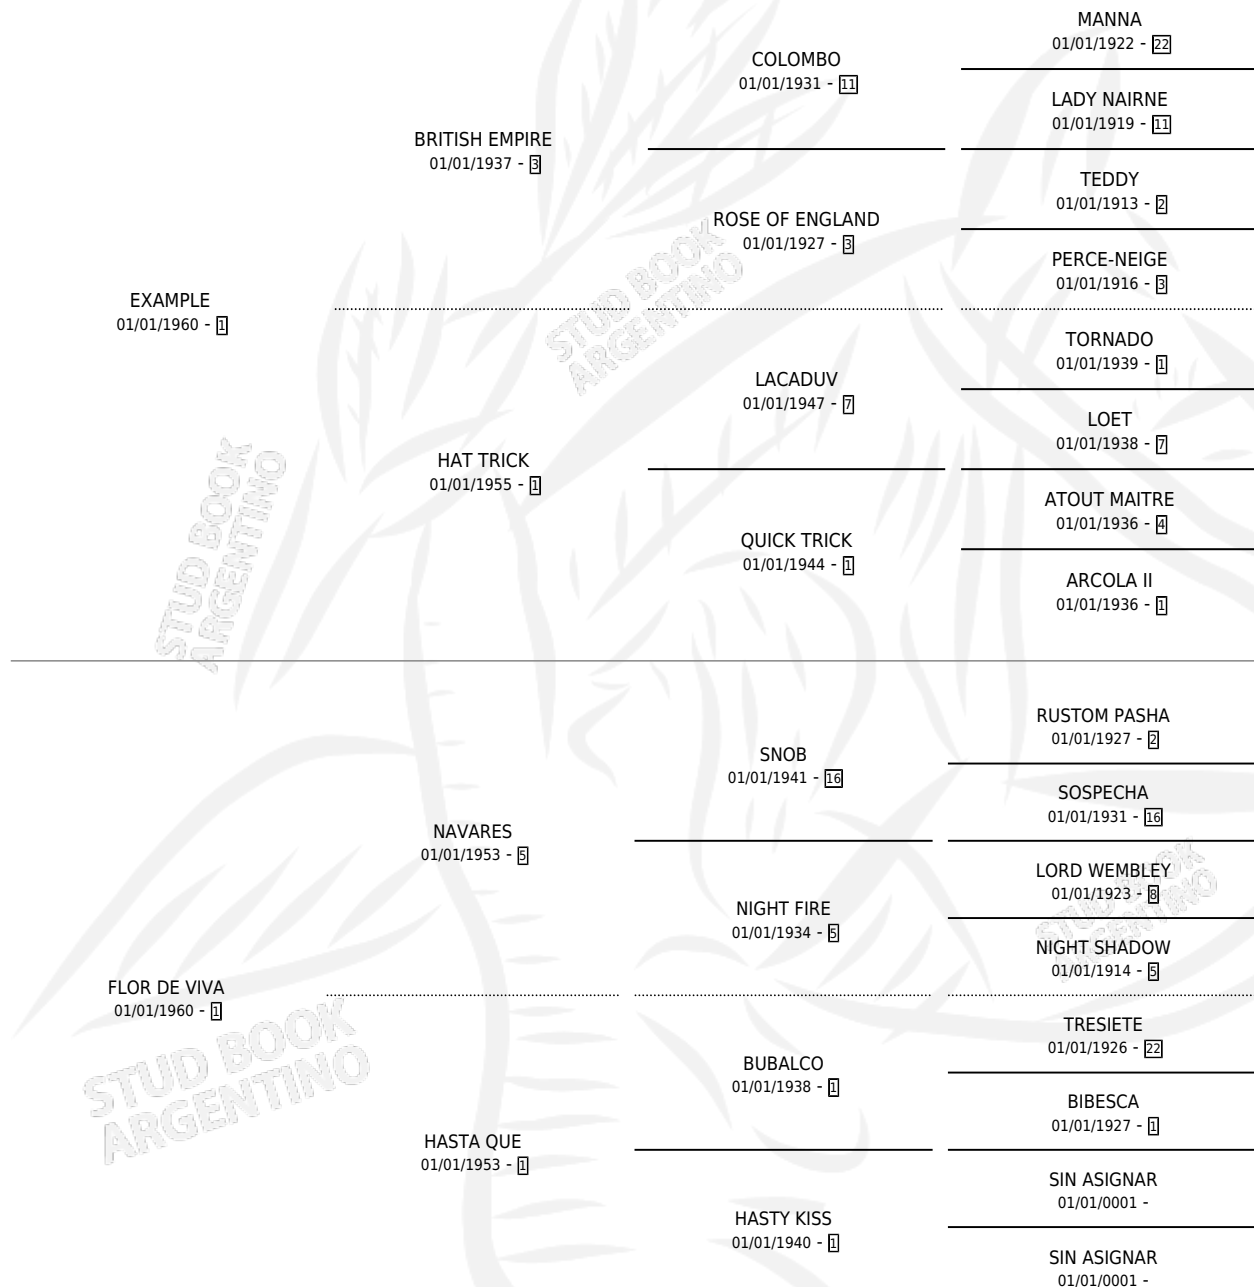 MANNA
01/01/1922 - 22
COLOMBO
01/01/1931 - 11
LADY NAIRNE
01/01/1919 - 11
BRITISH EMPIRE
01/01/1937 - 3
TEDDY
01/01/1913 - 2
ROSE OF ENGLAND
01/01/1927 - 3
PERCE-NEIGE
01/01/1916 - 3
EXAMPLE
01/01/1960 - 1
TORNADO
01/01/1939 - 1
LACADUV
01/01/1947 - 7
LOET
01/01/1938 - 7
HAT TRICK
01/01/1955 - 1
ATOUT MAITRE
01/01/1936 - 4
QUICK TRICK
01/01/1944 - 1
ARCOLA II
01/01/1936 - 1
STUD BOOK
ARGENTINO
STUD BOOK
ARGENTINO
RUSTOM PASHA
01/01/1927 - 2
SNOB
01/01/1941 - 16
SOSPECHA
01/01/1931 - 16
NAVARES
01/01/1953 - 5
LORD WEMBLEY
01/01/1923 - 8
NIGHT FIRE
01/01/1934 - 5
NIGHT SHADOW
01/01/1914 - 5
FLOR DE VIVA
01/01/1960 - 1
TRESIETE
01/01/1926 - 22
BUBALCO
01/01/1938 - 1
BIBESCA
01/01/1927 - 1
HASTA QUE
01/01/1953 - 1
SIN ASIGNAR
01/01/0001 -
HASTY KISS
01/01/1940 - 1
SIN ASIGNAR
01/01/0001 -
STUD BOOK
ARGENTINO
STUD BOOK
ARGENTINO